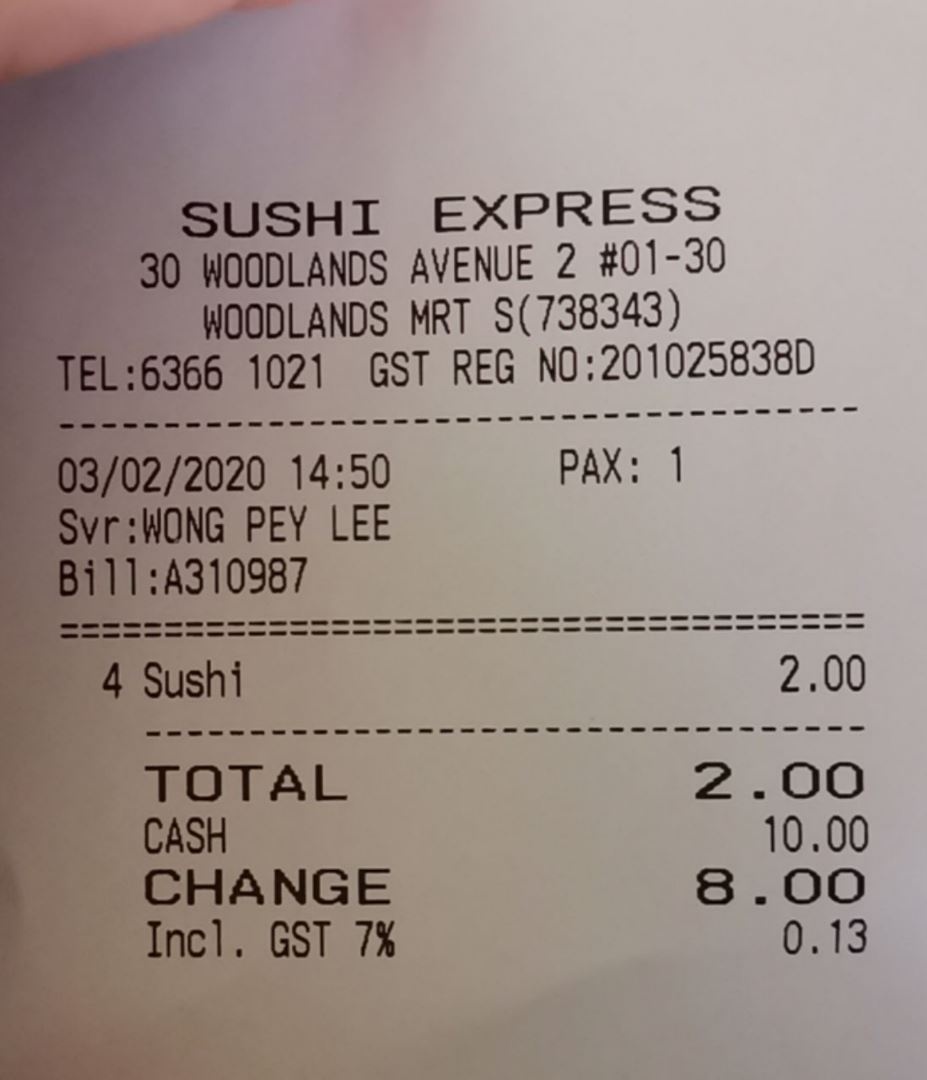 SUSHI EXPRESS
30 WOODLANDS AVENUE 2 #01-30
WOODLANDS MRT S(738343)
TEL:6366 1021 GST REG NO:201025838D
------------------------------------
03/02/2020 14:50 PAX: 1
Svr:WONG PEY LEE
Bill:A310987
====================================
4 Sushi 2.00
--------------------------------
TOTAL 2.00
CASH 10.00
CHANGE 8.00
Incl. GST 7% 0.13